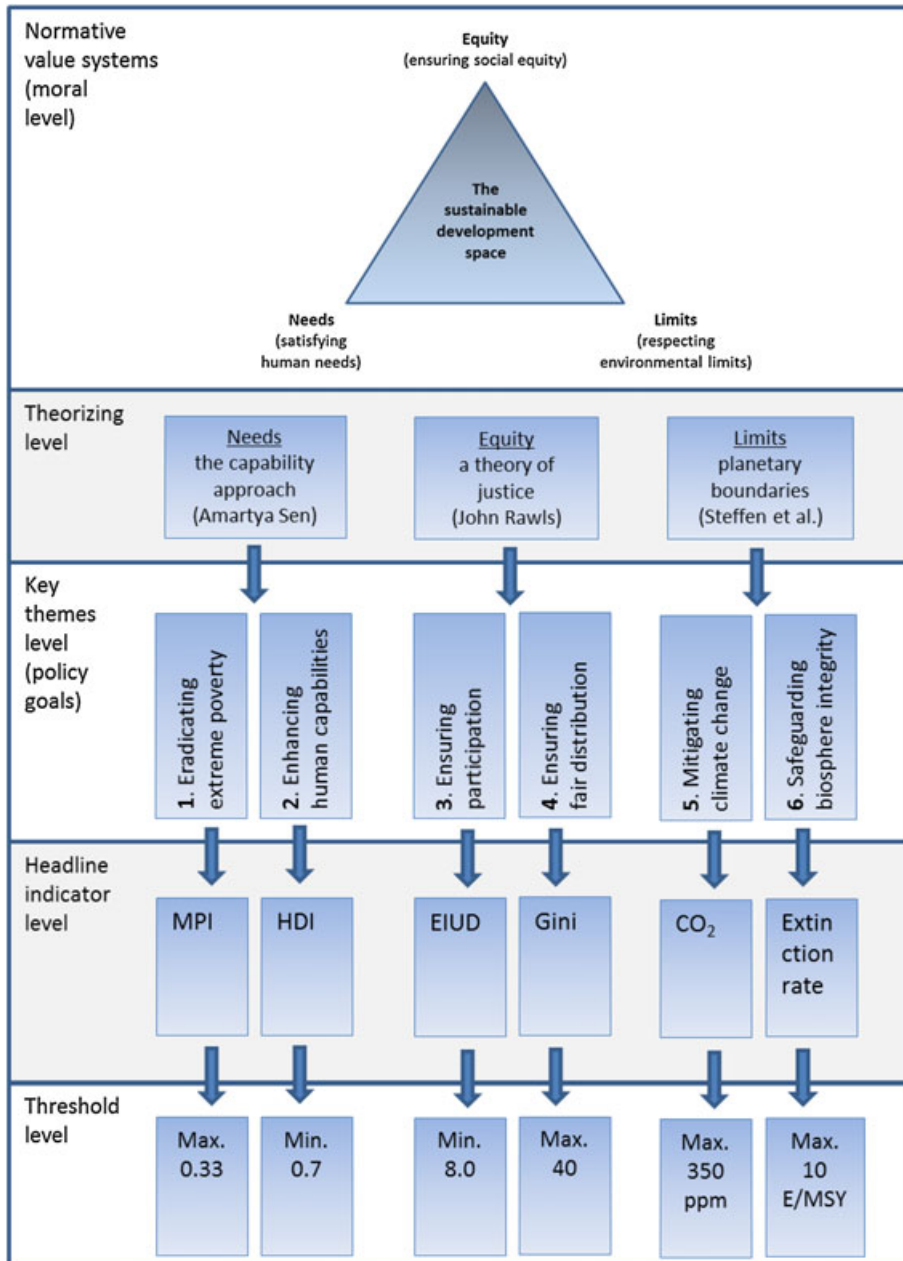 Normative
value systems
(moral
level)
Equity
(ensuring social equity)
The
sustainable
development
space
Needs
(satisfying
human needs)
Limits
(respecting
environmental limits)
Theorizing
level
Needs
the capability
approach
(Amartya Sen)
Equity
a theory of
justice
(John Rawls)
Limits
planetary
boundaries
(Steffen et al.)
Key
themes
level
(policy
goals)
1. Eradicating
extreme poverty
2. Enhancing
human capabilities
3. Ensuring
participation
4. Ensuring
fair distribution
5. Mitigating
climate change
6. Safeguarding
biosphere integrity
Headline
indicator
level
MPI
HDI
EIUD
Gini
CO₂
Extin
ction
rate
Threshold
level
Max.
0.33
Min.
0.7
Min.
8.0
Max.
40
Max.
350
ppm
Max.
10
E/MSY